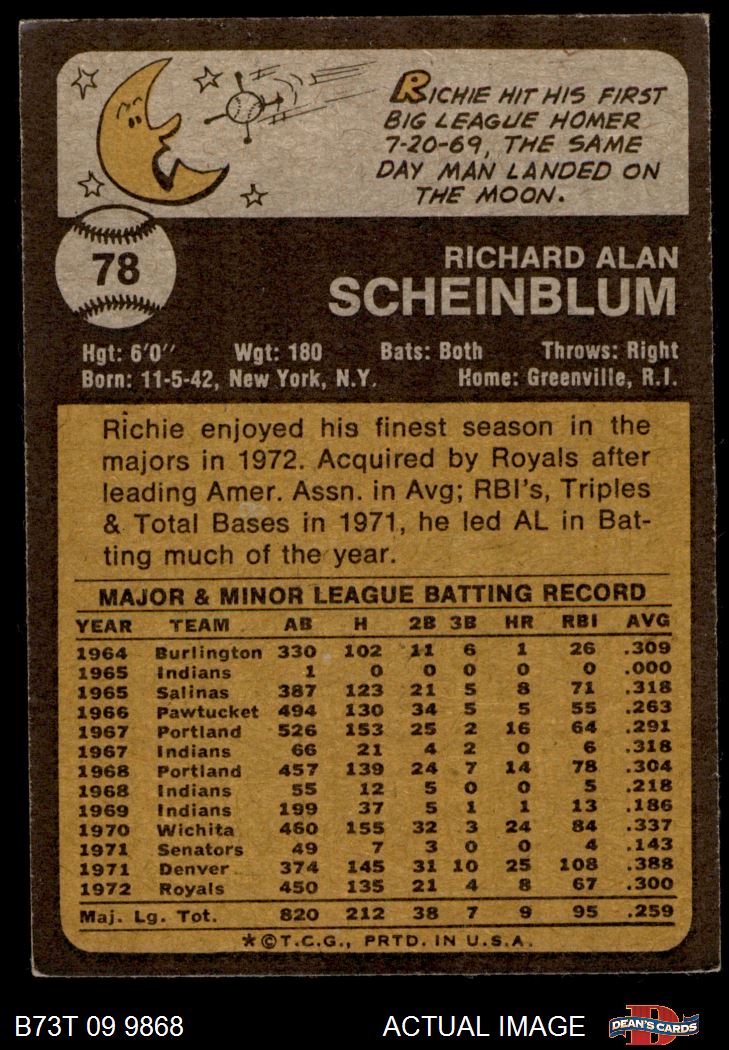 RICHIE HIT HIS FIRST
BIG LEAGUE HOMER
7-20-69, THE SAME
DAY MAN LANDED ON
THE MOON.
78
RICHARD ALAN
SCHEINBLUM
Hgt: 6'0" Wgt: 180 Bats: Both Throws: Right
Born: 11-5-42, New York, N.Y. Home: Greenville, R.I.
Richie enjoyed his finest season in the
majors in 1972. Acquired by Royals after
leading Amer. Assn. in Avg; RBI's, Triples
& Total Bases in 1971, he led AL in Bat-
ting much of the year.
MAJOR & MINOR LEAGUE BATTING RECORD
YEAR TEAM AB H 2B 3B HR RBI AVG
1964 Burlington 330 102 11 6 1 26 .309
1965 Indians 1 0 0 0 0 0 .000
1965 Salinas 387 123 21 5 8 71 .318
1966 Pawtucket 494 130 34 5 5 55 .263
1967 Portland 526 153 25 2 16 64 .291
1967 Indians 66 21 4 2 0 6 .318
1968 Portland 457 139 24 7 14 78 .304
1968 Indians 55 12 5 0 0 5 .218
1969 Indians 199 37 5 1 1 13 .186
1970 Wichita 460 155 32 3 24 84 .337
1971 Senators 49 7 3 0 0 4 .143
1971 Denver 374 145 31 10 25 108 .388
1972 Royals 450 135 21 4 8 67 .300
Maj. Lg. Tot. 820 212 38 7 9 95 .259
*©T.C.G., PRTD. IN U.S.A.
B73T 09 9868 ACTUAL IMAGE DEAN'S CARDS